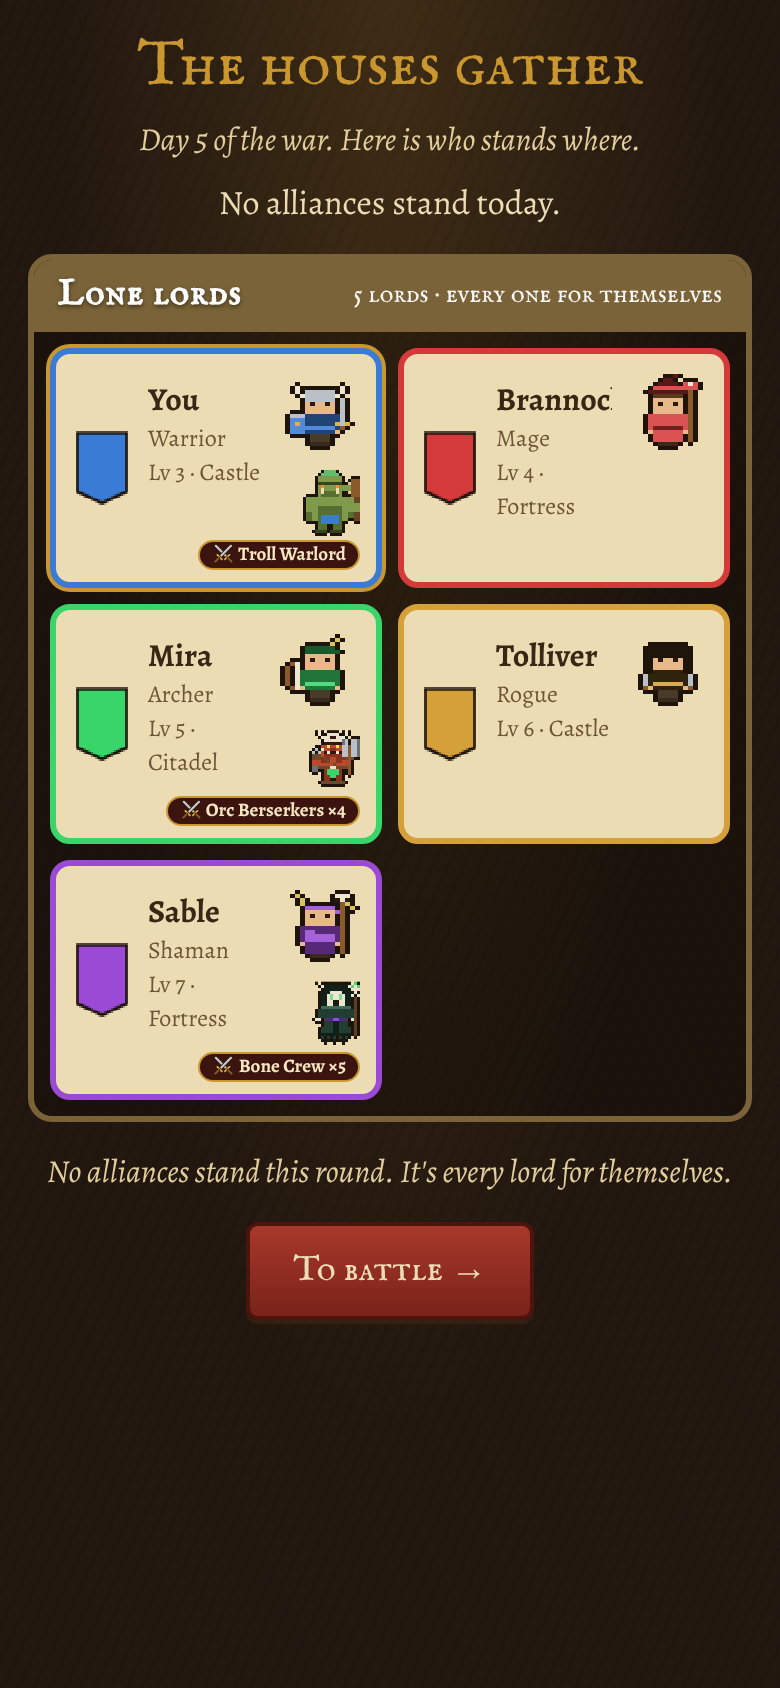 The houses gather
Day 5 of the war. Here is who stands where.
No alliances stand today.
Lone lords
5 lords · every one for themselves
You
Warrior
Lv 3 · Castle
Troll Warlord
Brannoc
Mage
Lv 4 ·
Fortress
Mira
Archer
Lv 5 ·
Citadel
Orc Berserkers ×4
Tolliver
Rogue
Lv 6 · Castle
Sable
Shaman
Lv 7 ·
Fortress
Bone Crew ×5
No alliances stand this round. It's every lord for themselves.
To battle →